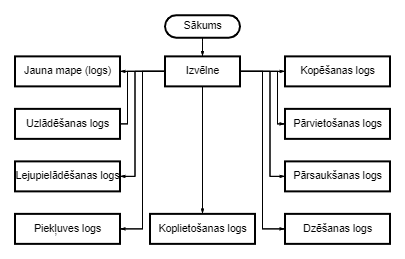 Sākums
Jauna mape (logs)
Izvēlne
Kopēšanas logs
Uzlādēšanas logs
Pārvietošanas logs
Lejupielādēšanas logs
Pārsaukšanas logs
Piekļuves logs
Koplietošanas logs
Dzēšanas logs